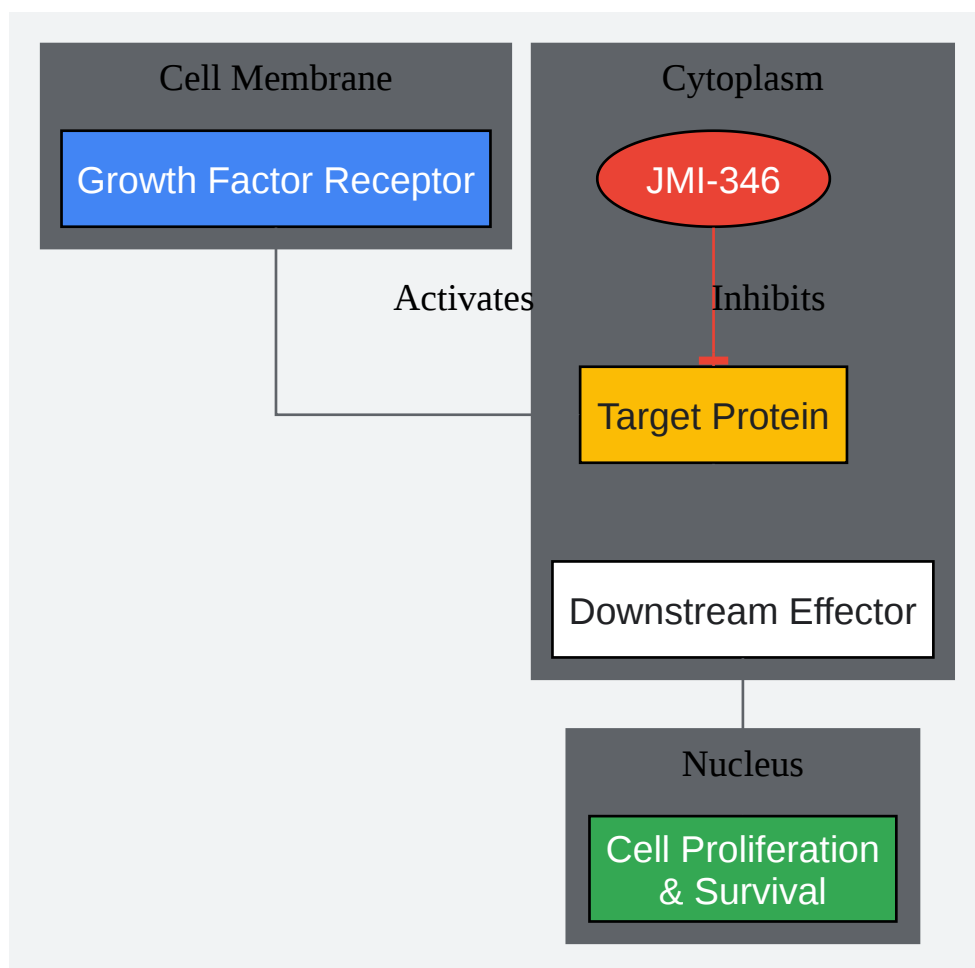 Cell Membrane
Growth Factor Receptor
Cytoplasm
JMI-346
Activates
Inhibits
Target Protein
Downstream Effector
Nucleus
Cell Proliferation
& Survival